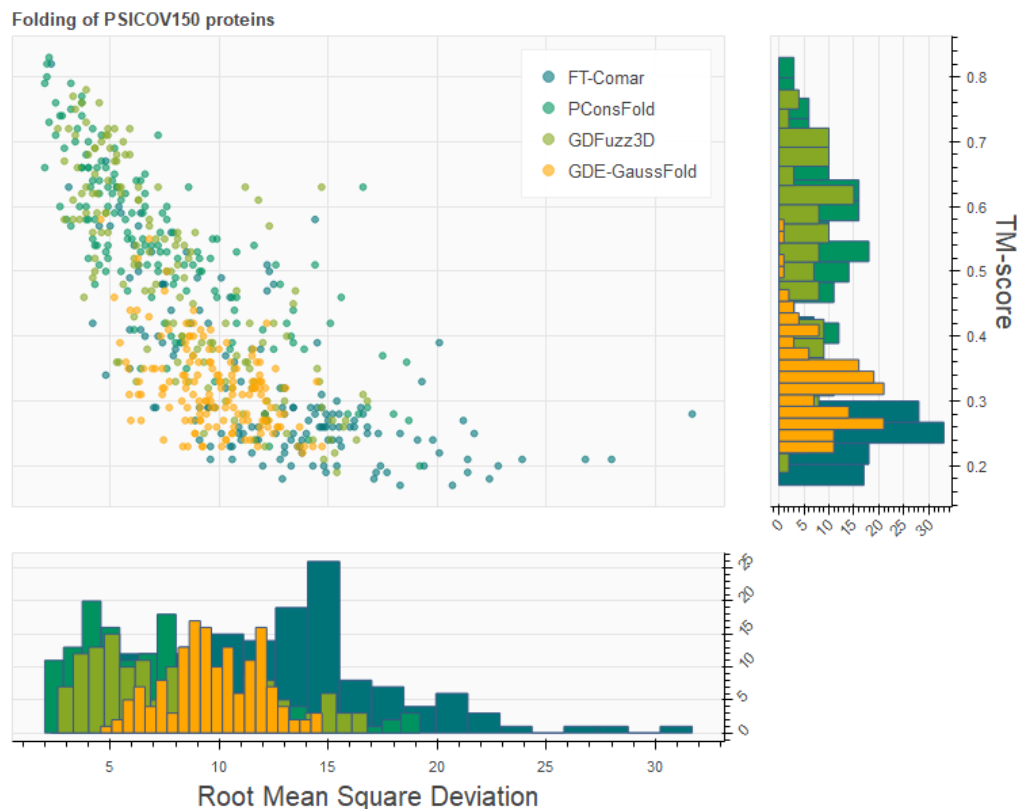 Folding of PSICOV150 proteins
FT-Comar
PConsFold
GDFuzz3D
GDE-GaussFold
0.8
0.7
0.6
0.5
0.4
0.3
0.2
TM-score
0 5 10 15 20 25 30
25
20
15
10
5
0
5 10 15 20 25 30
Root Mean Square Deviation